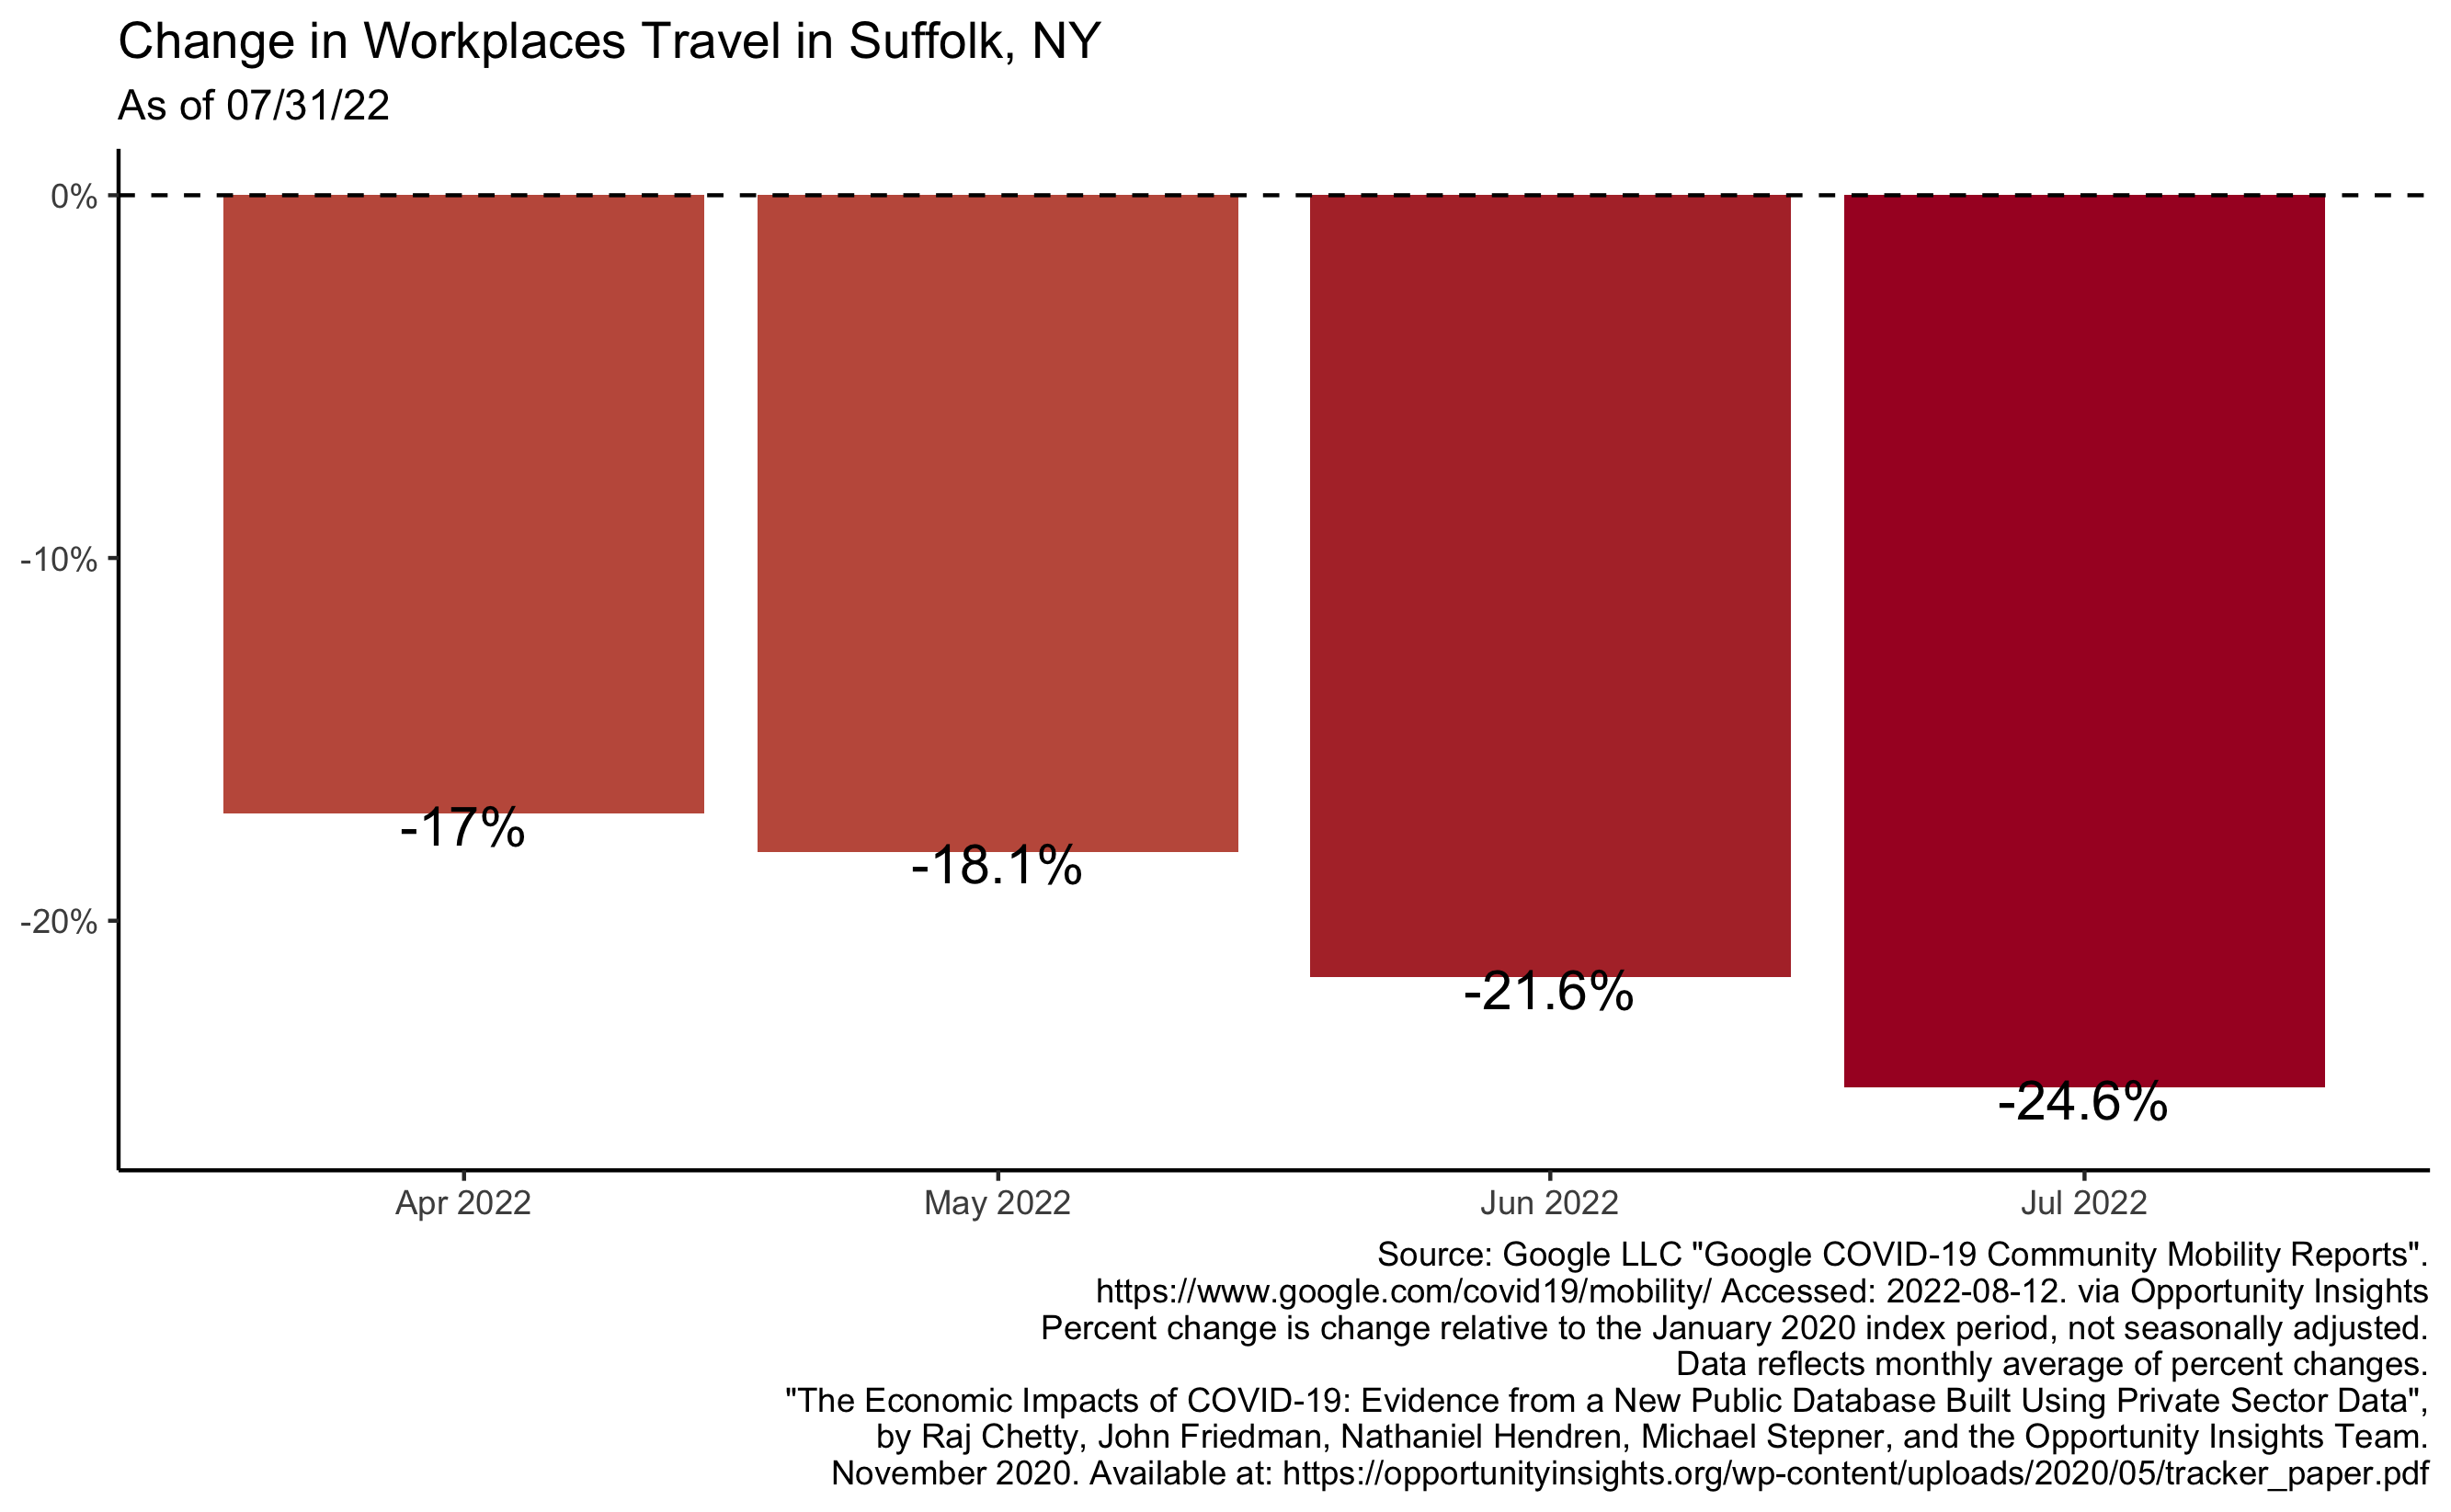 Change in Workplaces Travel in Suffolk, NY
As of 07/31/22
0%
-10%
-20%
-17%
-18.1%
-21.6%
-24.6%
Apr 2022
May 2022
Jun 2022
Jul 2022
Source: Google LLC "Google COVID-19 Community Mobility Reports".
https://www.google.com/covid19/mobility/ Accessed: 2022-08-12. via Opportunity Insights
Percent change is change relative to the January 2020 index period, not seasonally adjusted.
Data reflects monthly average of percent changes.
"The Economic Impacts of COVID-19: Evidence from a New Public Database Built Using Private Sector Data",
by Raj Chetty, John Friedman, Nathaniel Hendren, Michael Stepner, and the Opportunity Insights Team.
November 2020. Available at: https://opportunityinsights.org/wp-content/uploads/2020/05/tracker_paper.pdf